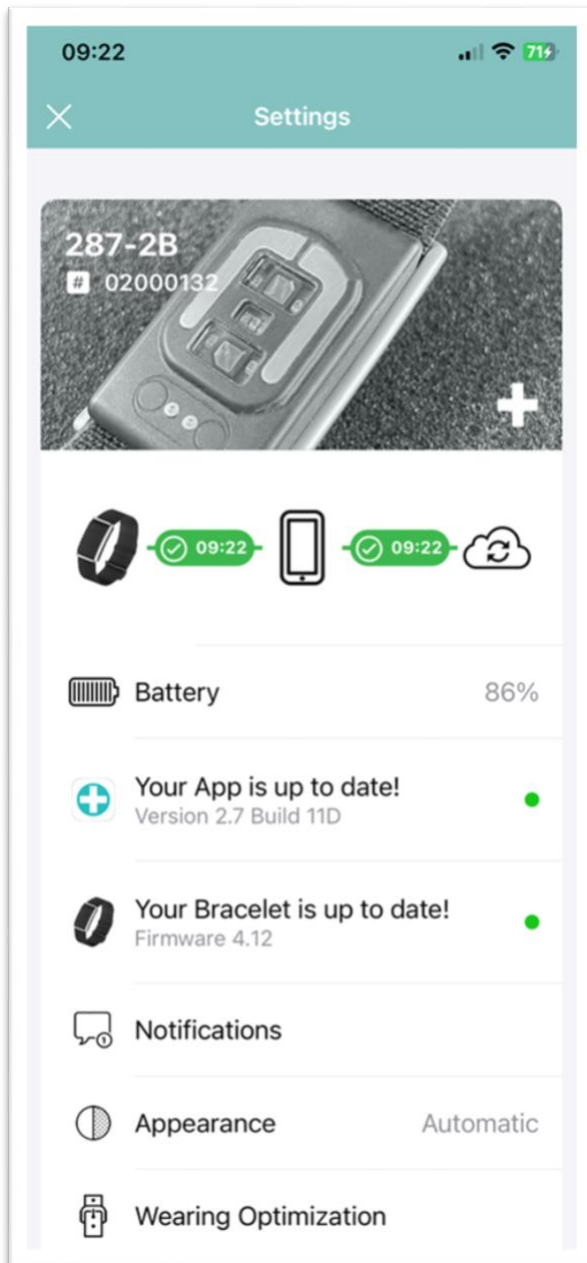 09:22
71
Settings
287-2B
# 02000132
09:22
09:22
Battery
86%
Your App is up to date!
Version 2.7 Build 11D
Your Bracelet is up to date!
Firmware 4.12
Notifications
Appearance
Automatic
Wearing Optimization